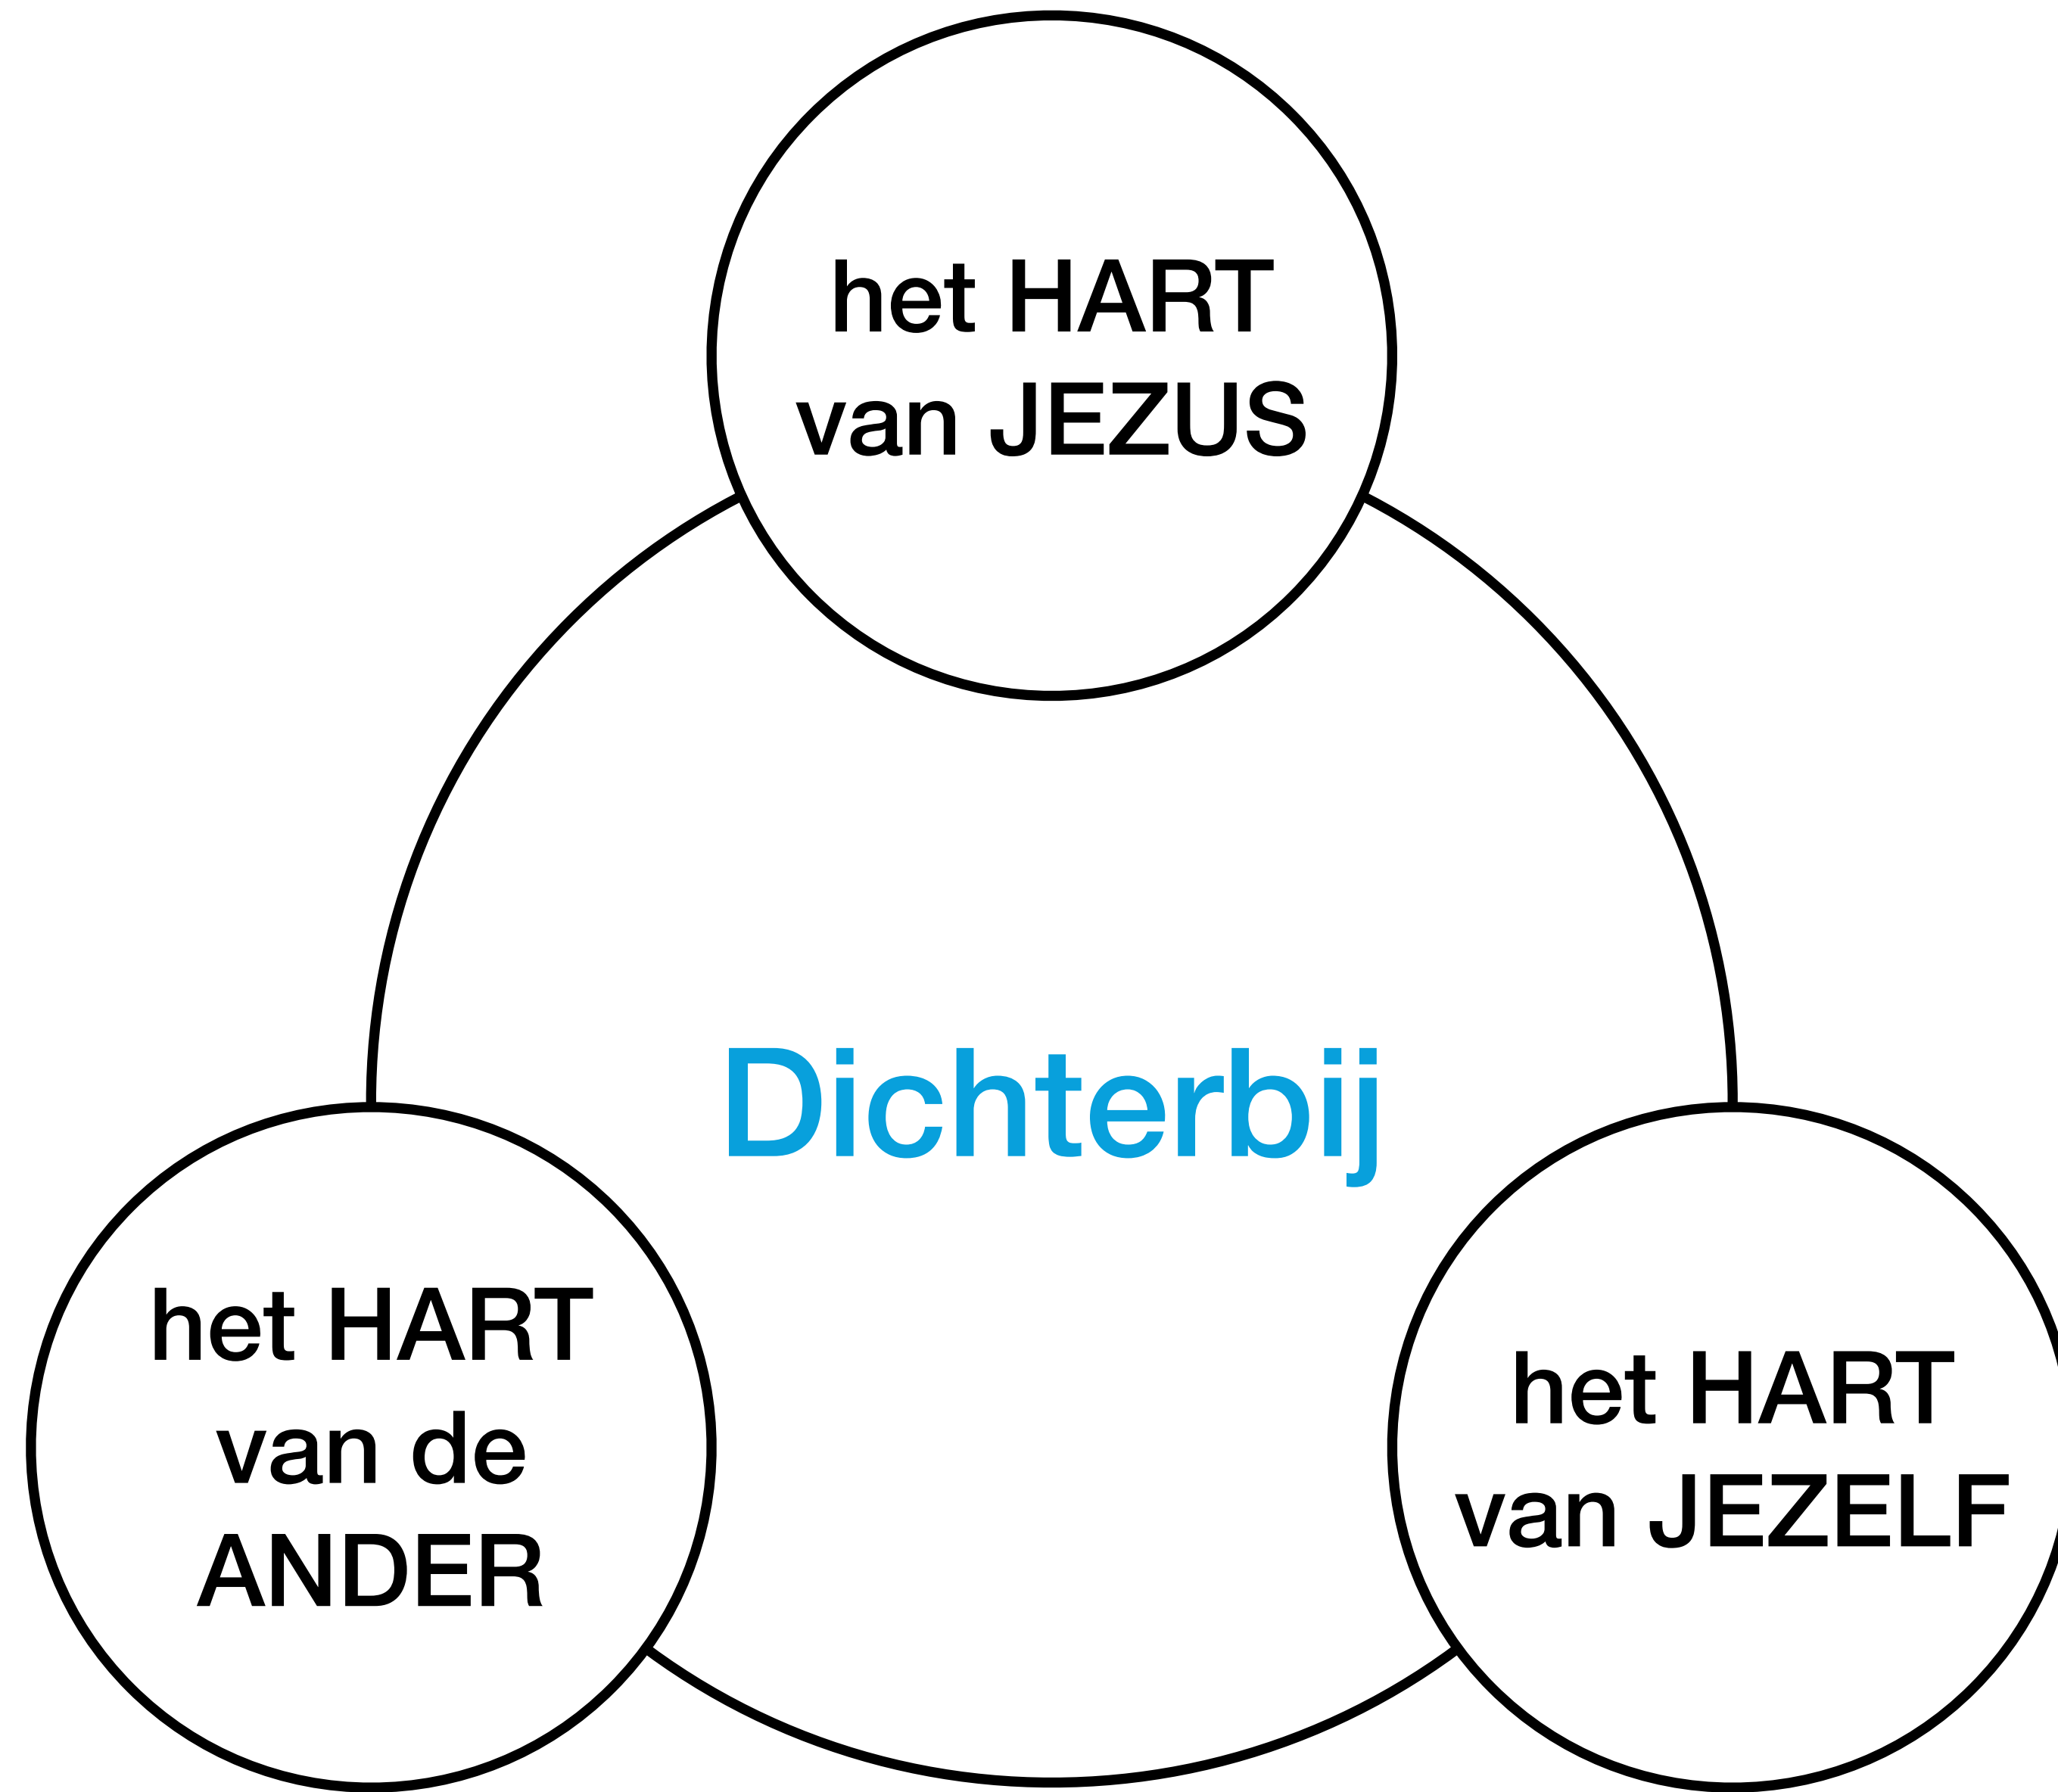 het HART
van JEZUS
Dichterbij
het HART
van de
ANDER
het HART
van JEZELF